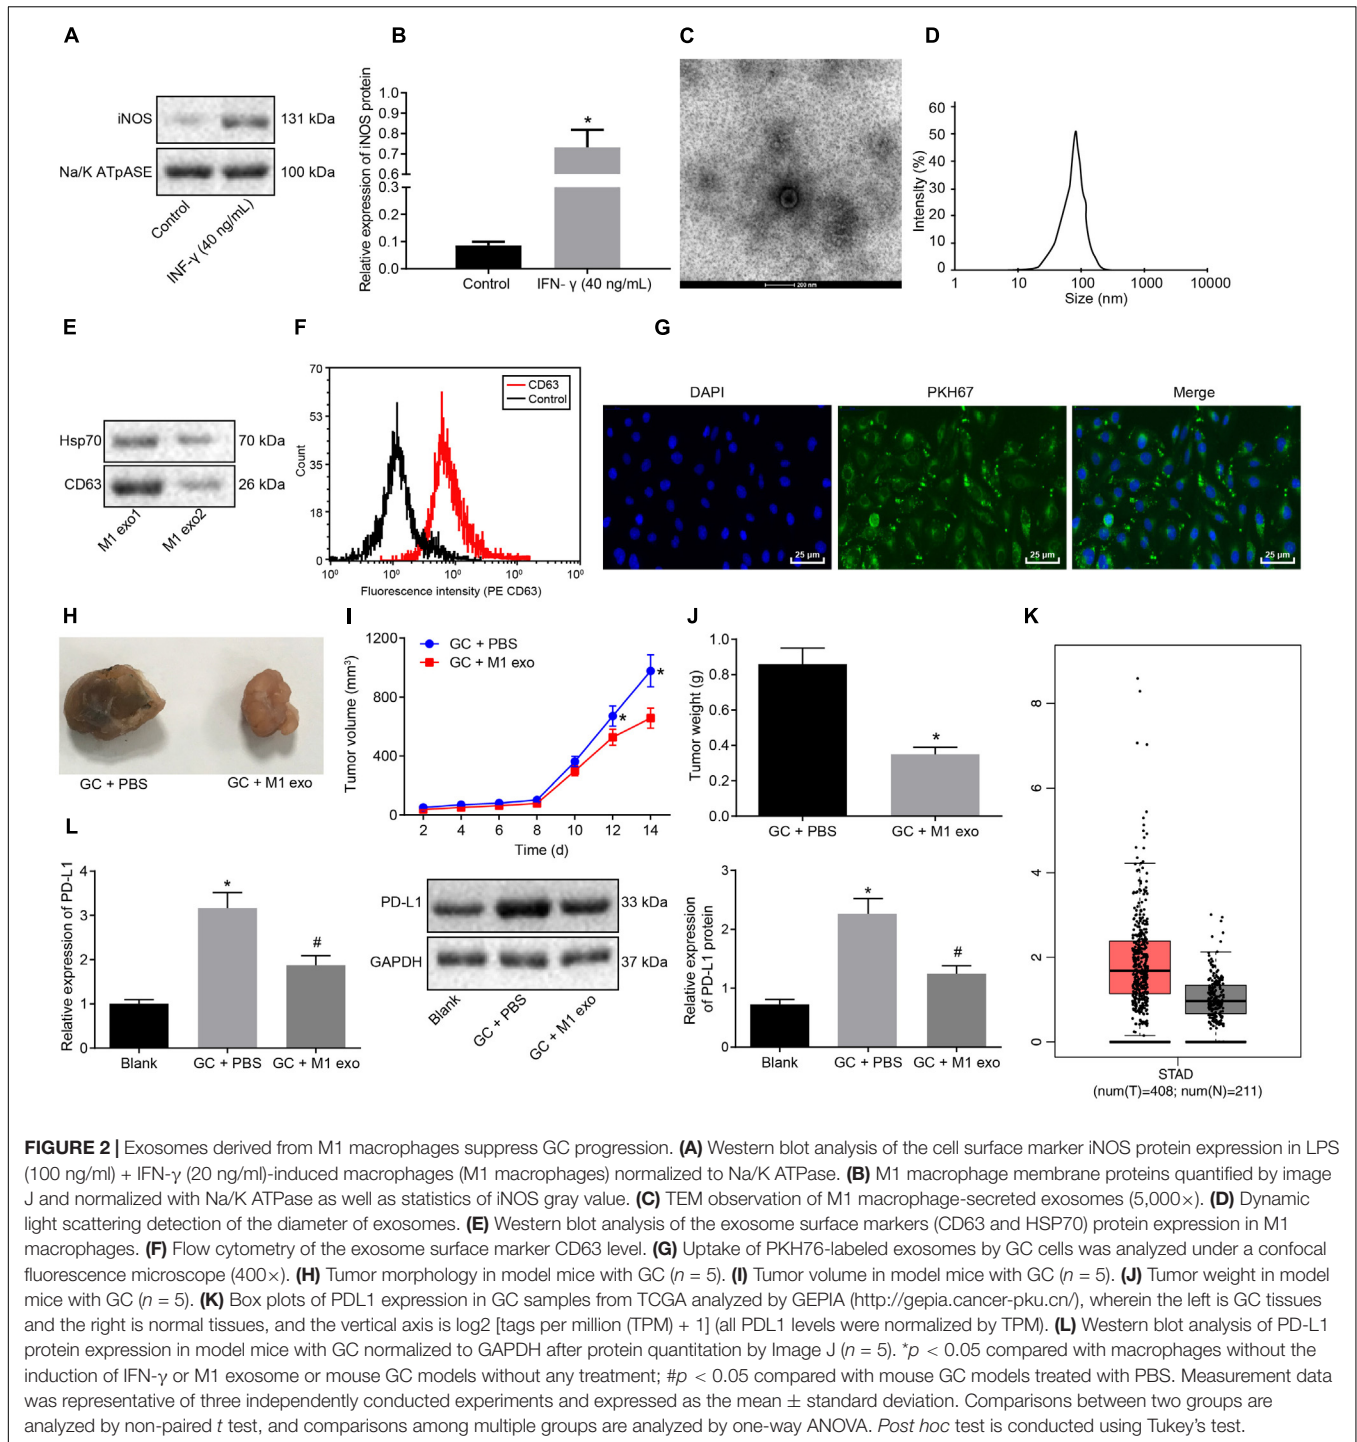 A
iNOS
131 kDa
Na/K ATpASE
100 kDa
Control
INF-γ (40 ng/mL)
B
Relative expression of iNOS protein
1.0
0.9
0.8
0.7
0.6
0.3
0.2
0.1
0.0
*
Control
IFN- γ (40 ng/mL)
C
200 nm
D
Intensity (%)
60
50
40
30
20
10
0
1
10
100
1000
10000
Size (nm)
E
Hsp70
70 kDa
CD63
26 kDa
M1 exo1
M1 exo2
F
Count
70
53
35
18
0
CD63
Control
10⁰
10⁰
10⁰
10⁰
10⁰
Fluorescence intensity (PE CD63)
G
DAPI
PKH67
Merge
25 μm
25 μm
25 μm
H
GC + PBS
GC + M1 exo
I
Tumor volume (mm³)
1200
800
400
0
GC + PBS
GC + M1 exo
*
*
2
4
6
8
10
12
14
Time (d)
J
Tumor weight (g)
1.0
0.8
0.6
0.4
0.2
0.0
*
GC + PBS
GC + M1 exo
K
8
6
4
2
0
STAD
(num(T)=408; num(N)=211)
L
Relative expression of PD-L1
4
3
2
1
0
*
#
Blank
GC + PBS
GC + M1 exo
PD-L1
33 kDa
GAPDH
37 kDa
Blank
GC + PBS
GC + M1 exo
Relative expression
of PD-L1 protein
3
2
1
0
*
#
Blank
GC + PBS
GC + M1 exo
FIGURE 2 | Exosomes derived from M1 macrophages suppress GC progression. (A) Western blot analysis of the cell surface marker iNOS protein expression in LPS
(100 ng/ml) + IFN-γ (20 ng/ml)-induced macrophages (M1 macrophages) normalized to Na/K ATPase. (B) M1 macrophage membrane proteins quantified by image
J and normalized with Na/K ATPase as well as statistics of iNOS gray value. (C) TEM observation of M1 macrophage-secreted exosomes (5,000×). (D) Dynamic
light scattering detection of the diameter of exosomes. (E) Western blot analysis of the exosome surface markers (CD63 and HSP70) protein expression in M1
macrophages. (F) Flow cytometry of the exosome surface marker CD63 level. (G) Uptake of PKH76-labeled exosomes by GC cells was analyzed under a confocal
fluorescence microscope (400×). (H) Tumor morphology in model mice with GC (n = 5). (I) Tumor volume in model mice with GC (n = 5). (J) Tumor weight in model
mice with GC (n = 5). (K) Box plots of PDL1 expression in GC samples from TCGA analyzed by GEPIA (http://gepia.cancer-pku.cn/), wherein the left is GC tissues
and the right is normal tissues, and the vertical axis is log2 [tags per million (TPM) + 1] (all PDL1 levels were normalized by TPM). (L) Western blot analysis of PD-L1
protein expression in model mice with GC normalized to GAPDH after protein quantitation by Image J (n = 5). *p < 0.05 compared with macrophages without the
induction of IFN-γ or M1 exosome or mouse GC models without any treatment; #p < 0.05 compared with mouse GC models treated with PBS. Measurement data
was representative of three independently conducted experiments and expressed as the mean ± standard deviation. Comparisons between two groups are
analyzed by non-paired t test, and comparisons among multiple groups are analyzed by one-way ANOVA. Post hoc test is conducted using Tukey's test.